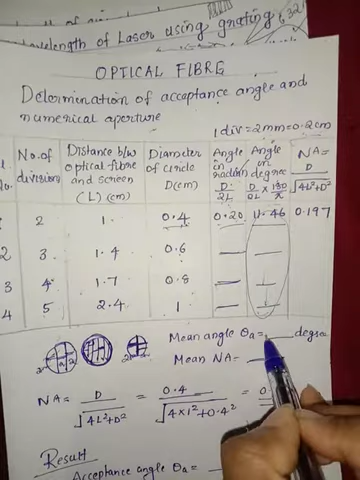 wavelength of Laser using grating
OPTICAL FIBRE
Determination of acceptance angle and
numerical aperture
1 div = 2mm = 0.2cm
No. of divisions
Distance b/w optical fibre and screen (L) (cm)
Diameter of circle D(cm)
Angle in radian D/2L
Angle in degree D/2L × 180/π
NA = D/√4L²+D²
2 1. 0.4 0.20 11.46 0.197
2 3 1.4 0.6 — —
3 4 1.7 0.8 — —
4 5 2.4 1 — —
Mean angle θa = ___ degree
Mean NA = —
NA = D/√4L²+D² = 0.4/√4×1²+0.4² = 0
Result
Acceptance angle θa = —